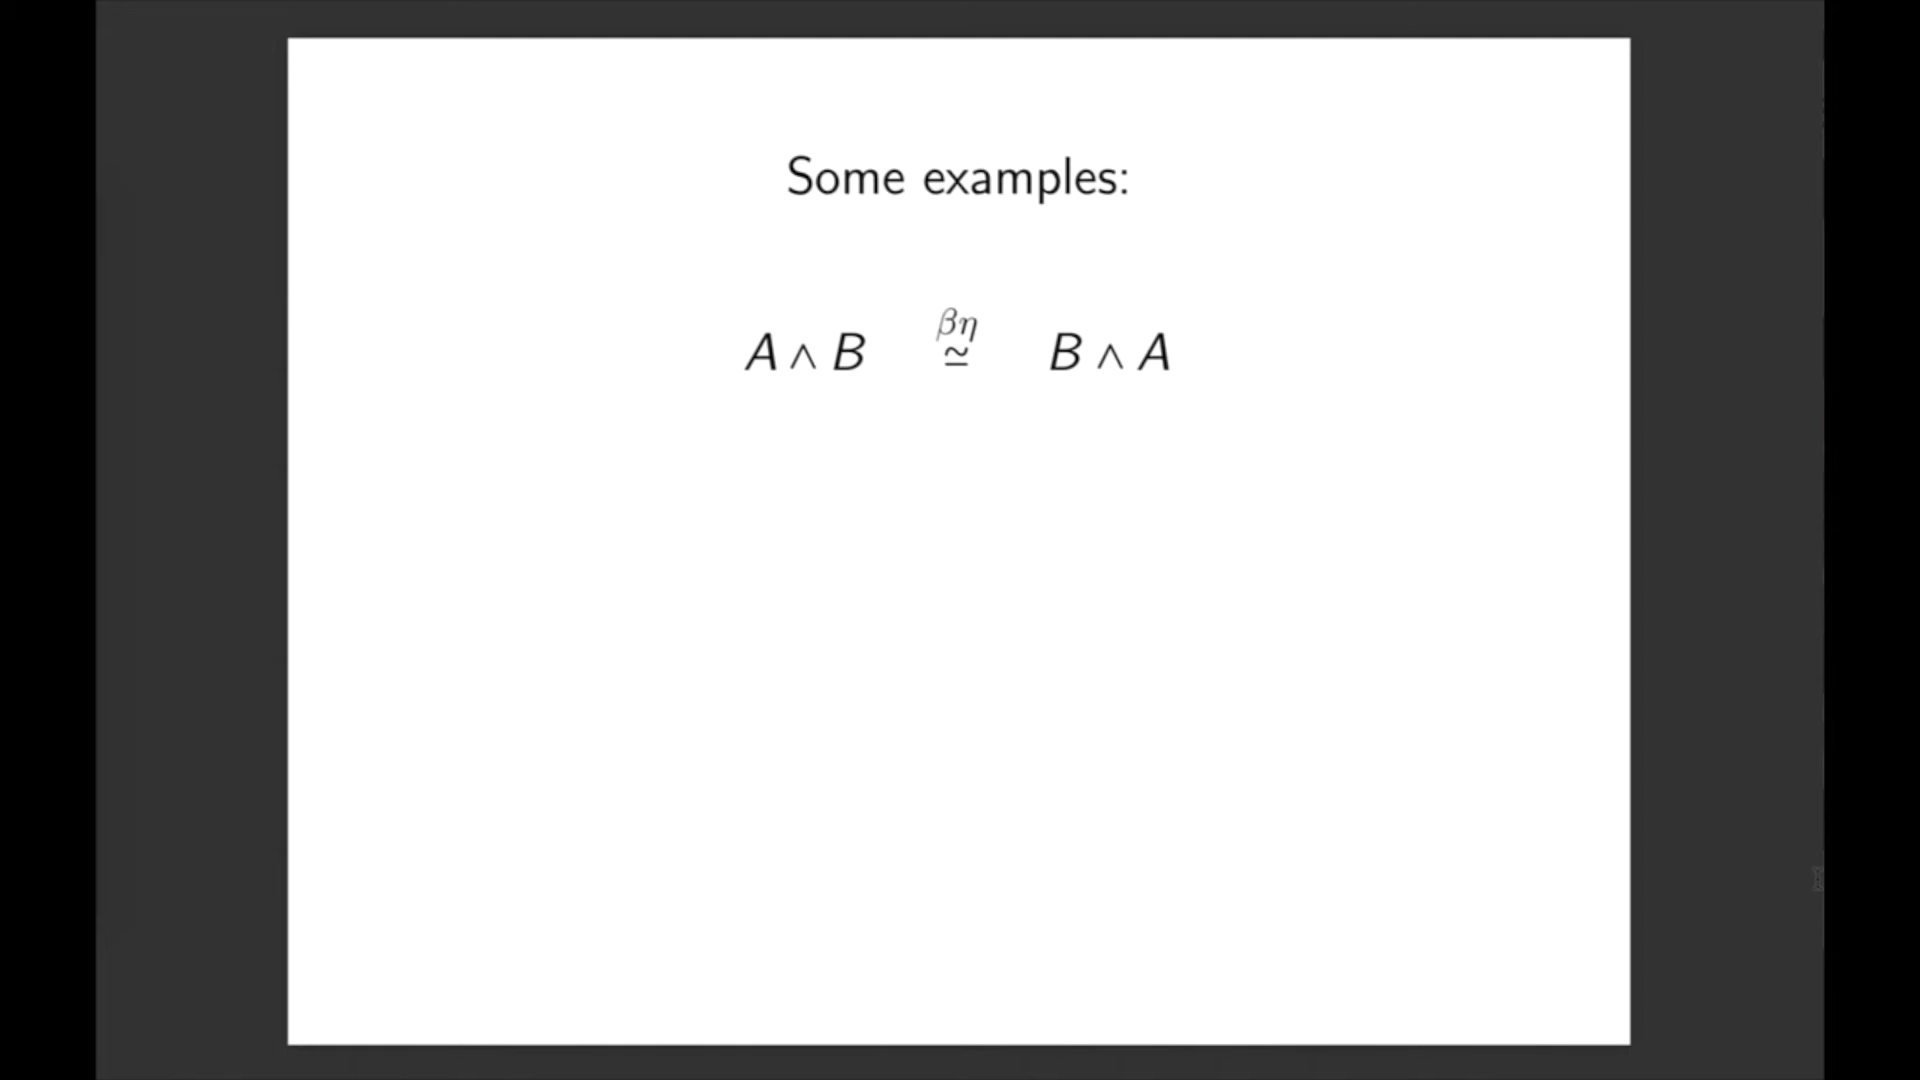 Some examples:
A ∧ B ≃^{βη} B ∧ A